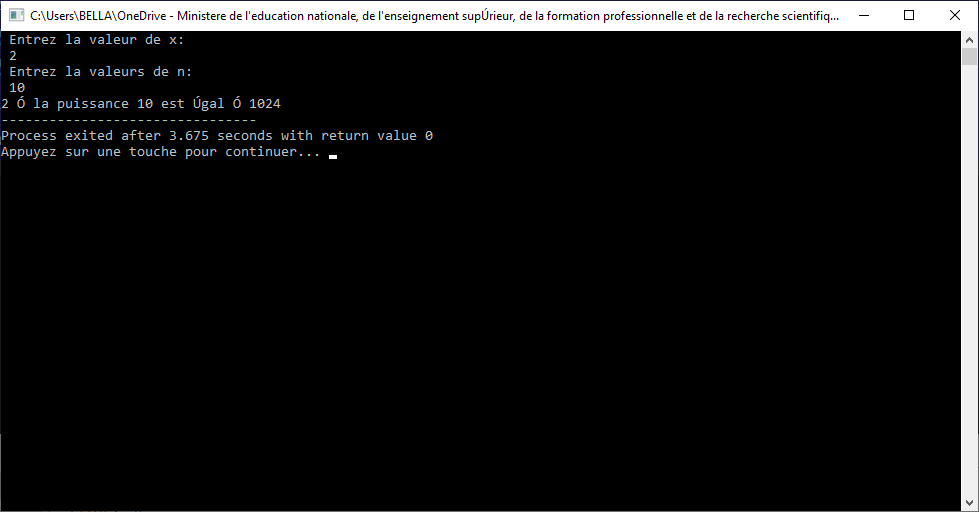 C:\Users\BELLA\OneDrive - Ministere de l'education nationale, de l'enseignement supÚrieur, de la formation professionnelle et de la recherche scientifiq...
Entrez la valeur de x:
2
Entrez la valeurs de n:
10
2 Ó la puissance 10 est Úgal Ó 1024
--------------------------------
Process exited after 3.675 seconds with return value 0
Appuyez sur une touche pour continuer...